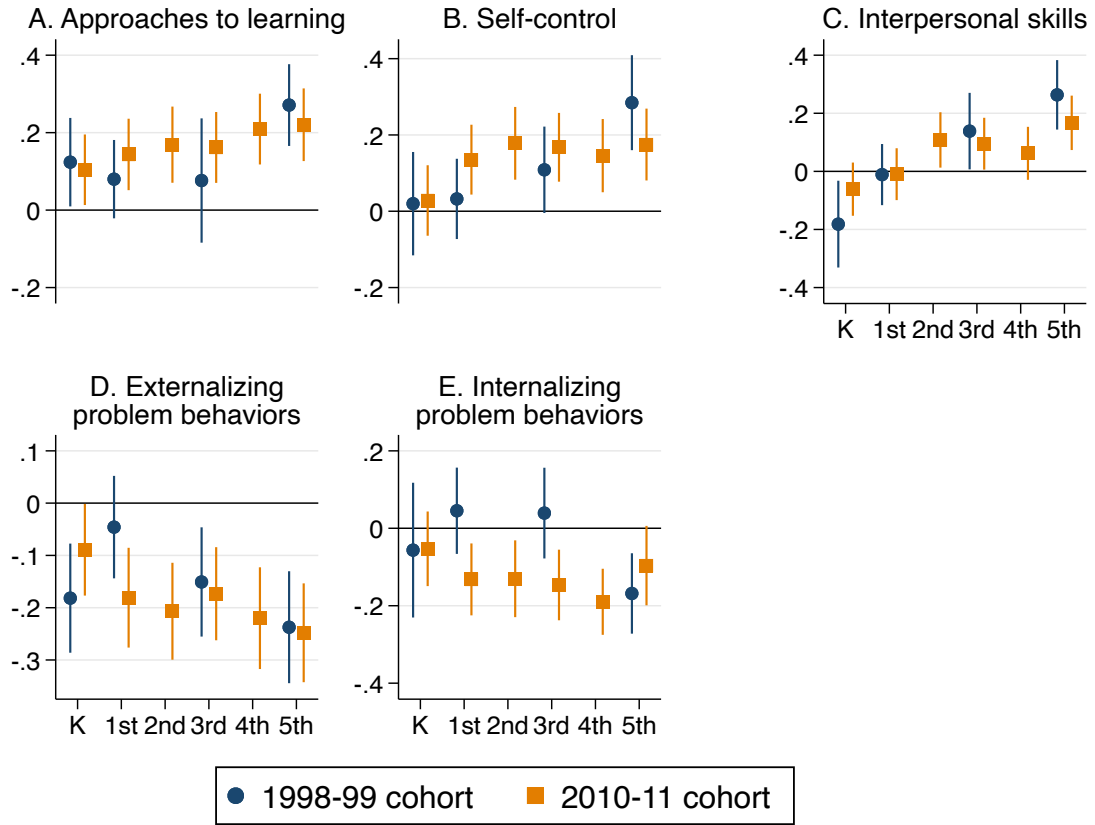 A. Approaches to learning
.4
.2
0
-.2
B. Self-control
.4
.2
0
-.2
C. Interpersonal skills
.4
.2
0
-.2
-.4
K 1st 2nd 3rd 4th 5th
D. Externalizing
problem behaviors
.1
0
-.1
-.2
-.3
K 1st 2nd 3rd 4th 5th
E. Internalizing
problem behaviors
.2
0
-.2
-.4
K 1st 2nd 3rd 4th 5th
1998-99 cohort 2010-11 cohort